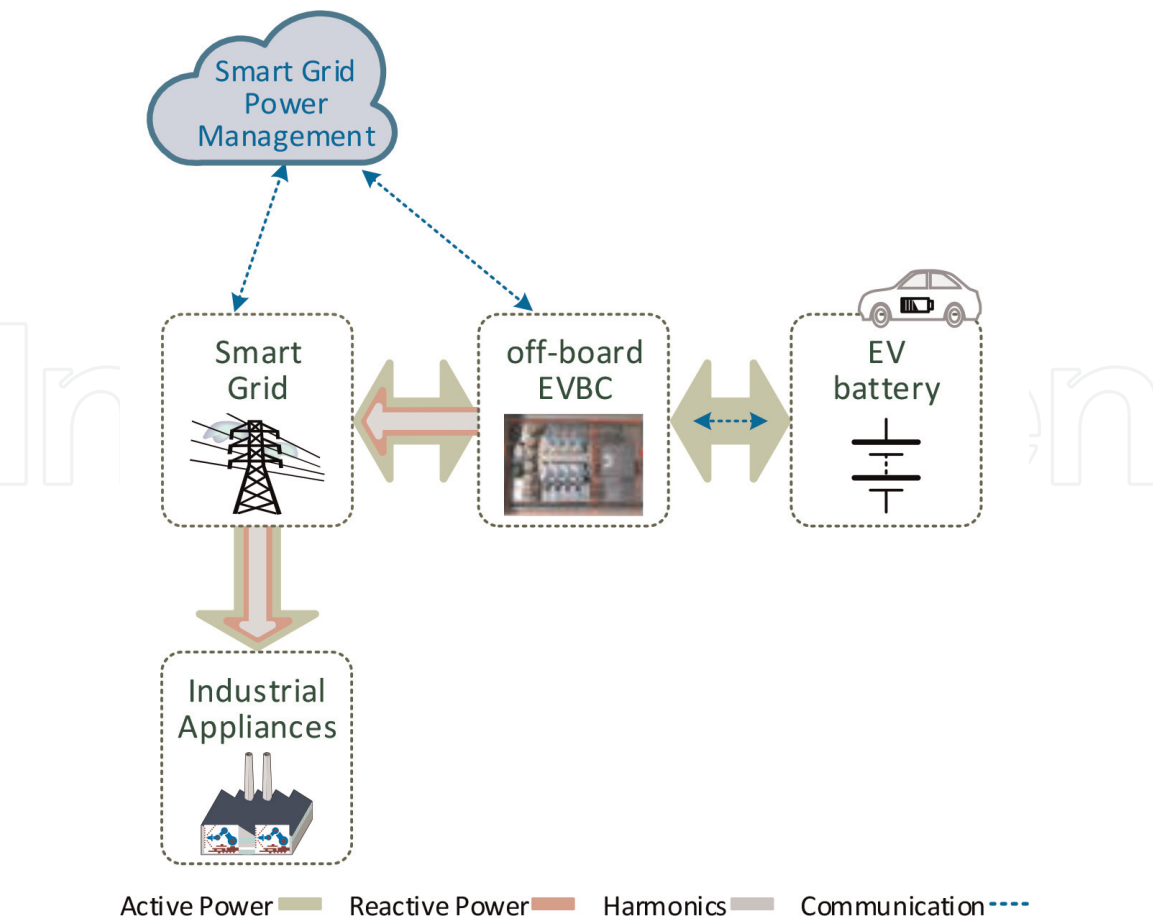 Smart Grid
Power
Management
Smart
Grid
off-board
EVBC
EV
battery
Industrial
Appliances
Active Power
Reactive Power
Harmonics
Communication